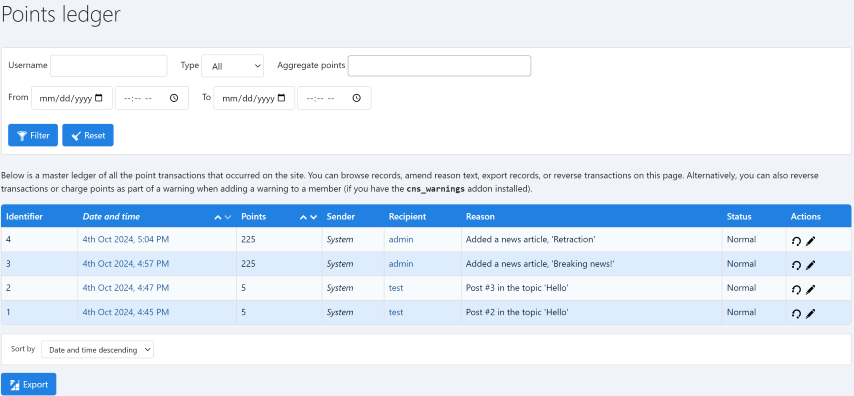 Points ledger
Username Type All Aggregate points
From mm/dd/yyyy --:-- -- To mm/dd/yyyy --:-- --
Filter Reset
Below is a master ledger of all the point transactions that occurred on the site. You can browse records, amend reason text, export records, or reverse transactions on this page. Alternatively, you can also reverse
transactions or charge points as part of a warning when adding a warning to a member (if you have the cns_warnings addon installed).
Identifier Date and time Points Sender Recipient Reason Status Actions
4 4th Oct 2024, 5:04 PM 225 System admin Added a news article, 'Retraction' Normal
3 4th Oct 2024, 4:57 PM 225 System admin Added a news article, 'Breaking news!' Normal
2 4th Oct 2024, 4:47 PM 5 System test Post #3 in the topic 'Hello' Normal
1 4th Oct 2024, 4:45 PM 5 System test Post #2 in the topic 'Hello' Normal
Sort by Date and time descending
Export